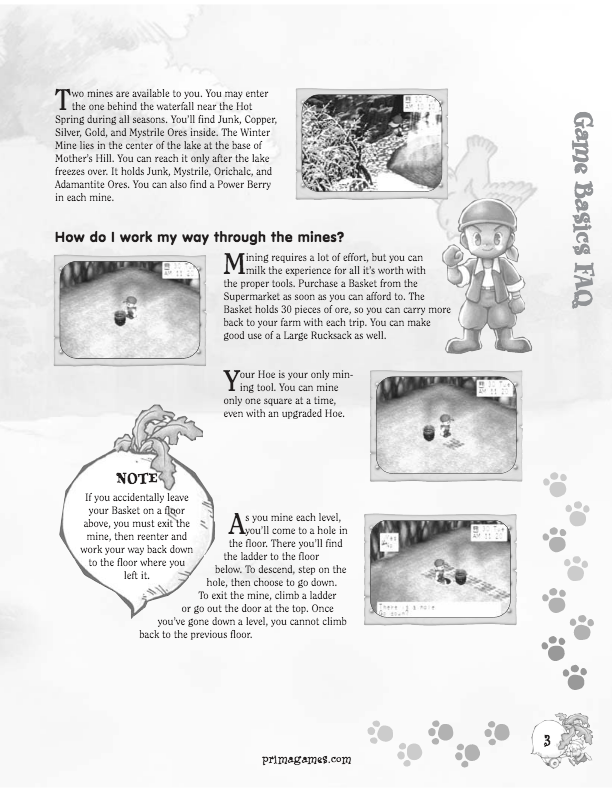 Two mines are available to you. You may enter
the one behind the waterfall near the Hot
Spring during all seasons. You'll find Junk, Copper,
Silver, Gold, and Mystrile Ores inside. The Winter
Mine lies in the center of the lake at the base of
Mother's Hill. You can reach it only after the lake
freezes over. It holds Junk, Mystrile, Orichalc, and
Adamantite Ores. You can also find a Power Berry
in each mine.
Game Basics FAQ
How do I work my way through the mines?
Mining requires a lot of effort, but you can
milk the experience for all it's worth with
the proper tools. Purchase a Basket from the
Supermarket as soon as you can afford to. The
Basket holds 30 pieces of ore, so you can carry more
back to your farm with each trip. You can make
good use of a Large Rucksack as well.
Your Hoe is your only min-
ing tool. You can mine
only one square at a time,
even with an upgraded Hoe.
NOTE
If you accidentally leave
your Basket on a floor
above, you must exit the
mine, then reenter and
work your way back down
to the floor where you
left it.
As you mine each level,
you'll come to a hole in
the floor. There you'll find
the ladder to the floor
below. To descend, step on
the hole, then choose to go down.
To exit the mine, climb a ladder
or go out the door at the top. Once
you've gone down a level, you cannot climb
back to the previous floor.
primagames.com
3